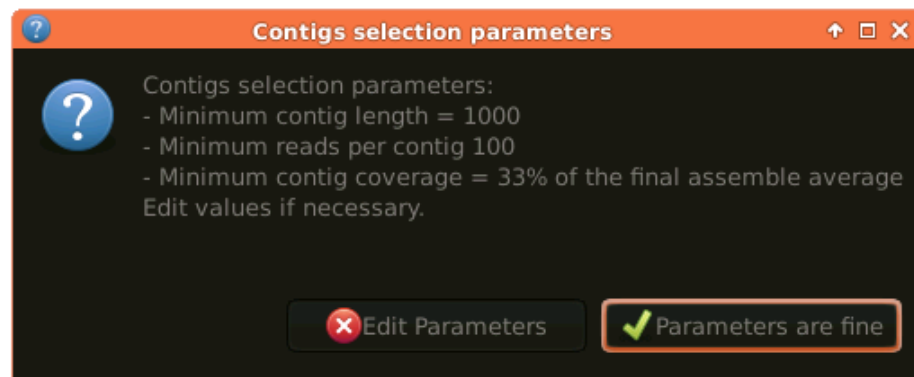 Contigs selection parameters
Contigs selection parameters:
- Minimum contig length = 1000
- Minimum reads per contig 100
- Minimum contig coverage = 33% of the final assemble average
Edit values if necessary.
Edit Parameters
Parameters are fine